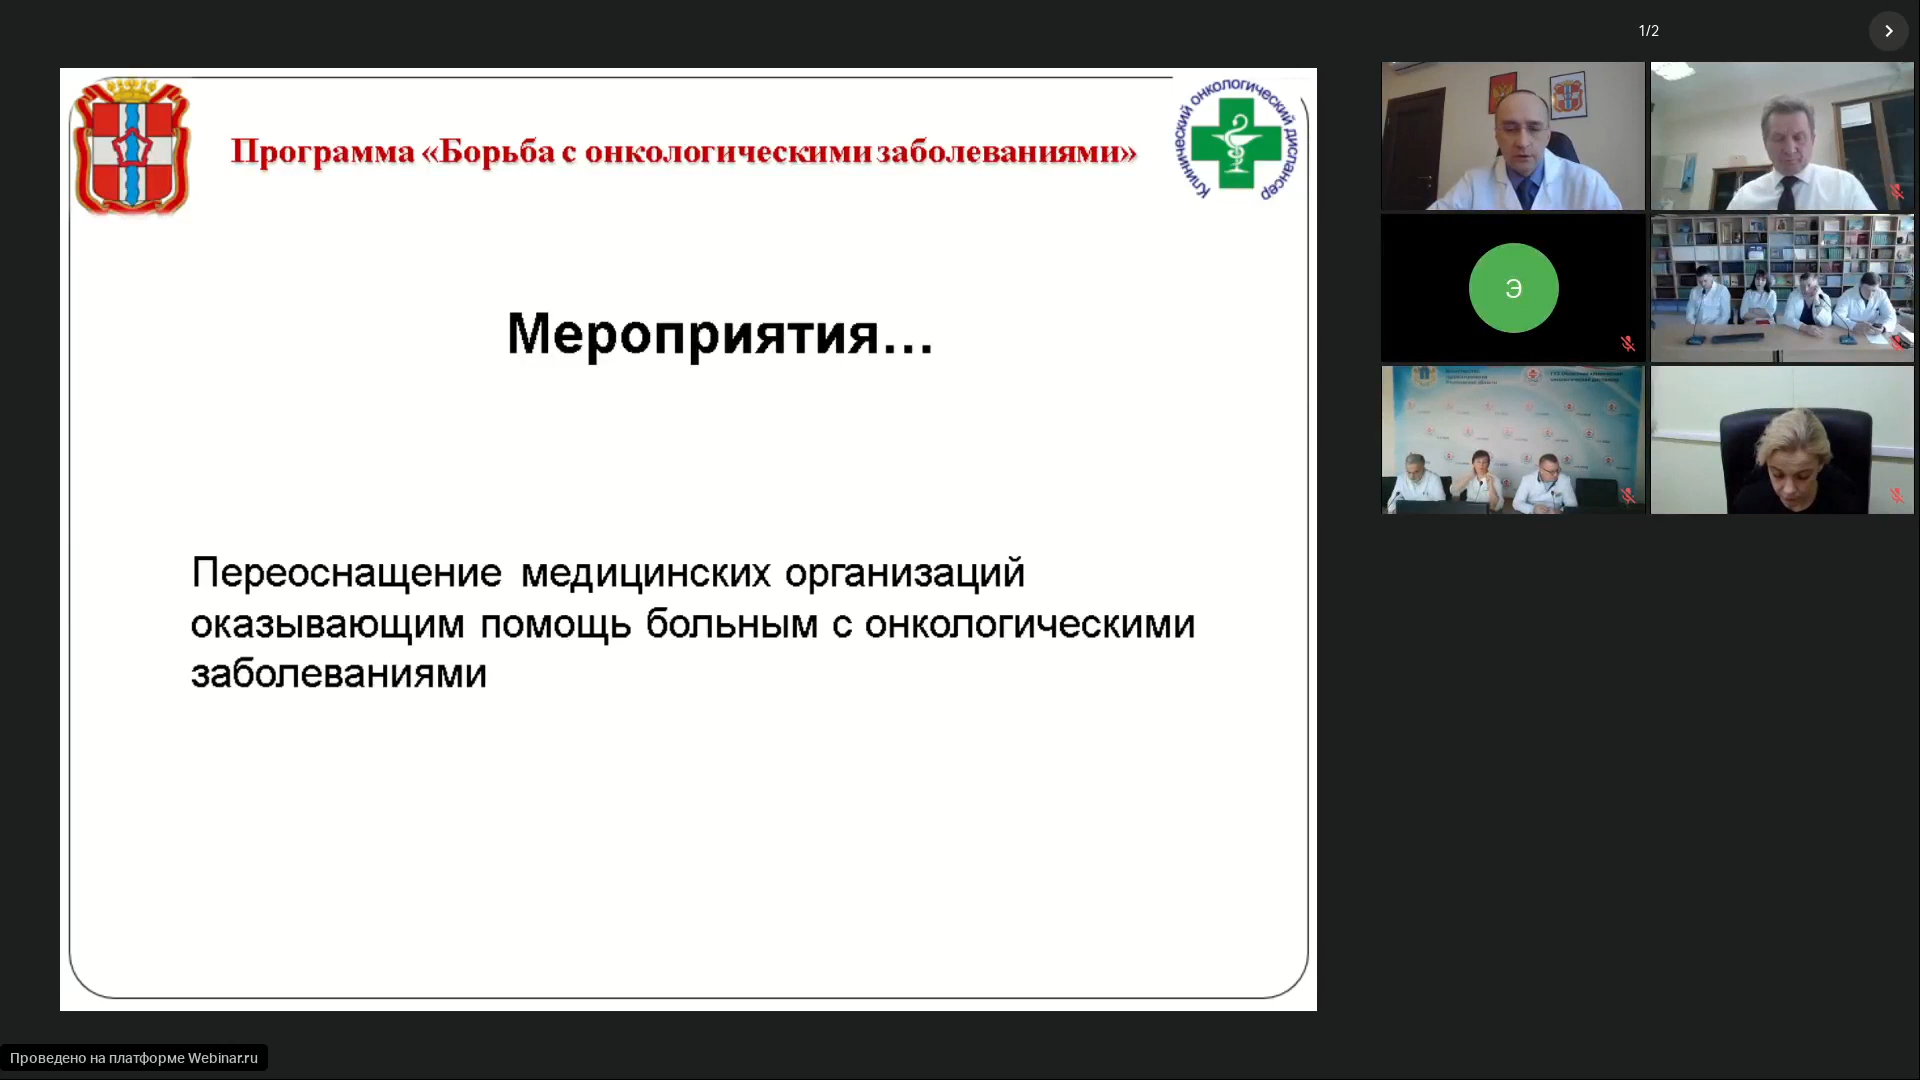 1/2
Программа «Борьба с онкологическими заболеваниями»
Клинический онкологический диспансер
Мероприятия...
Переоснащение медицинских организаций
оказывающим помощь больным с онкологическими
заболеваниями
Э
Проведено на платформе Webinar.ru